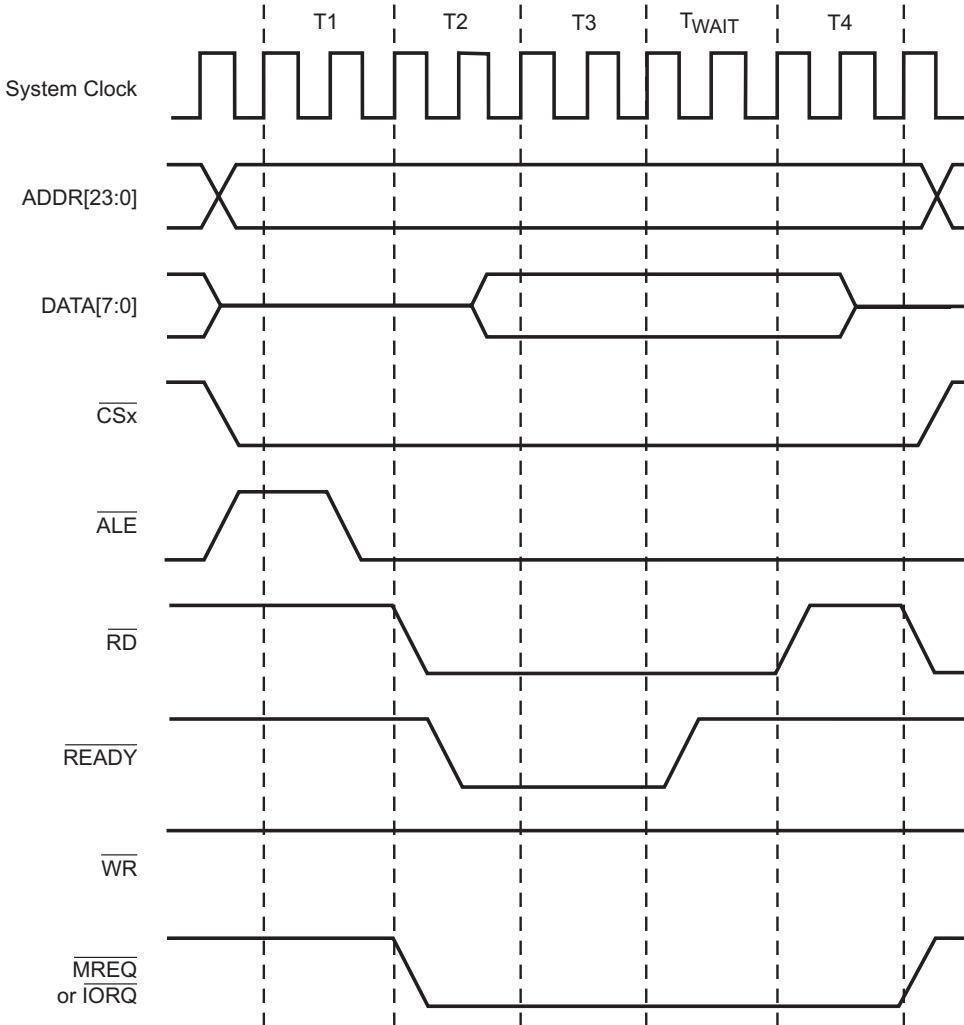 T1 T2 T3 TWAIT T4
System Clock
ADDR[23:0]
DATA[7:0]
CSx
ALE
RD
READY
WR
MREQ
or IORQ